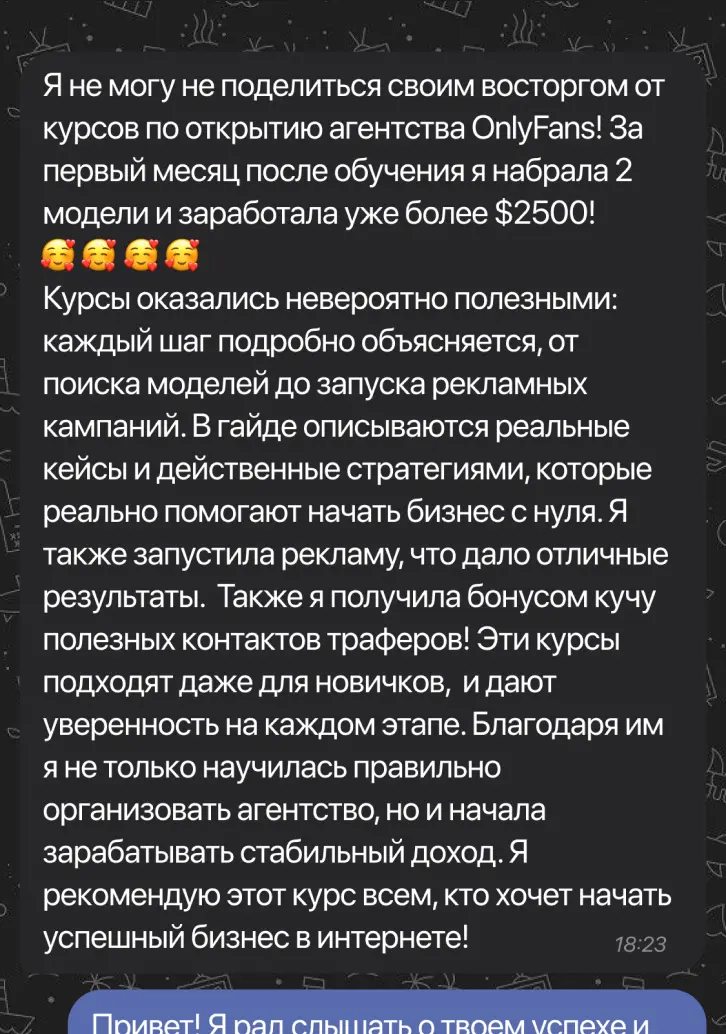 Я не могу не поделиться своим восторгом от
курсов по открытию агентства OnlyFans! За
первый месяц после обучения я набрала 2
модели и заработала уже более $2500!
🥰🥰🥰🥰
Курсы оказались невероятно полезными:
каждый шаг подробно объясняется, от
поиска моделей до запуска рекламных
кампаний. В гайде описываются реальные
кейсы и действенные стратегиями, которые
реально помогают начать бизнес с нуля. Я
также запустила рекламу, что дало отличные
результаты.  Также я получила бонусом кучу
полезных контактов траферов! Эти курсы
подходят даже для новичков,  и дают
уверенность на каждом этапе. Благодаря им
я не только научилась правильно
организовать агентство, но и начала
зарабатывать стабильный доход. Я
рекомендую этот курс всем, кто хочет начать
успешный бизнес в интернете!
18:23
Привет! Я рад слышать о твоем успехе и